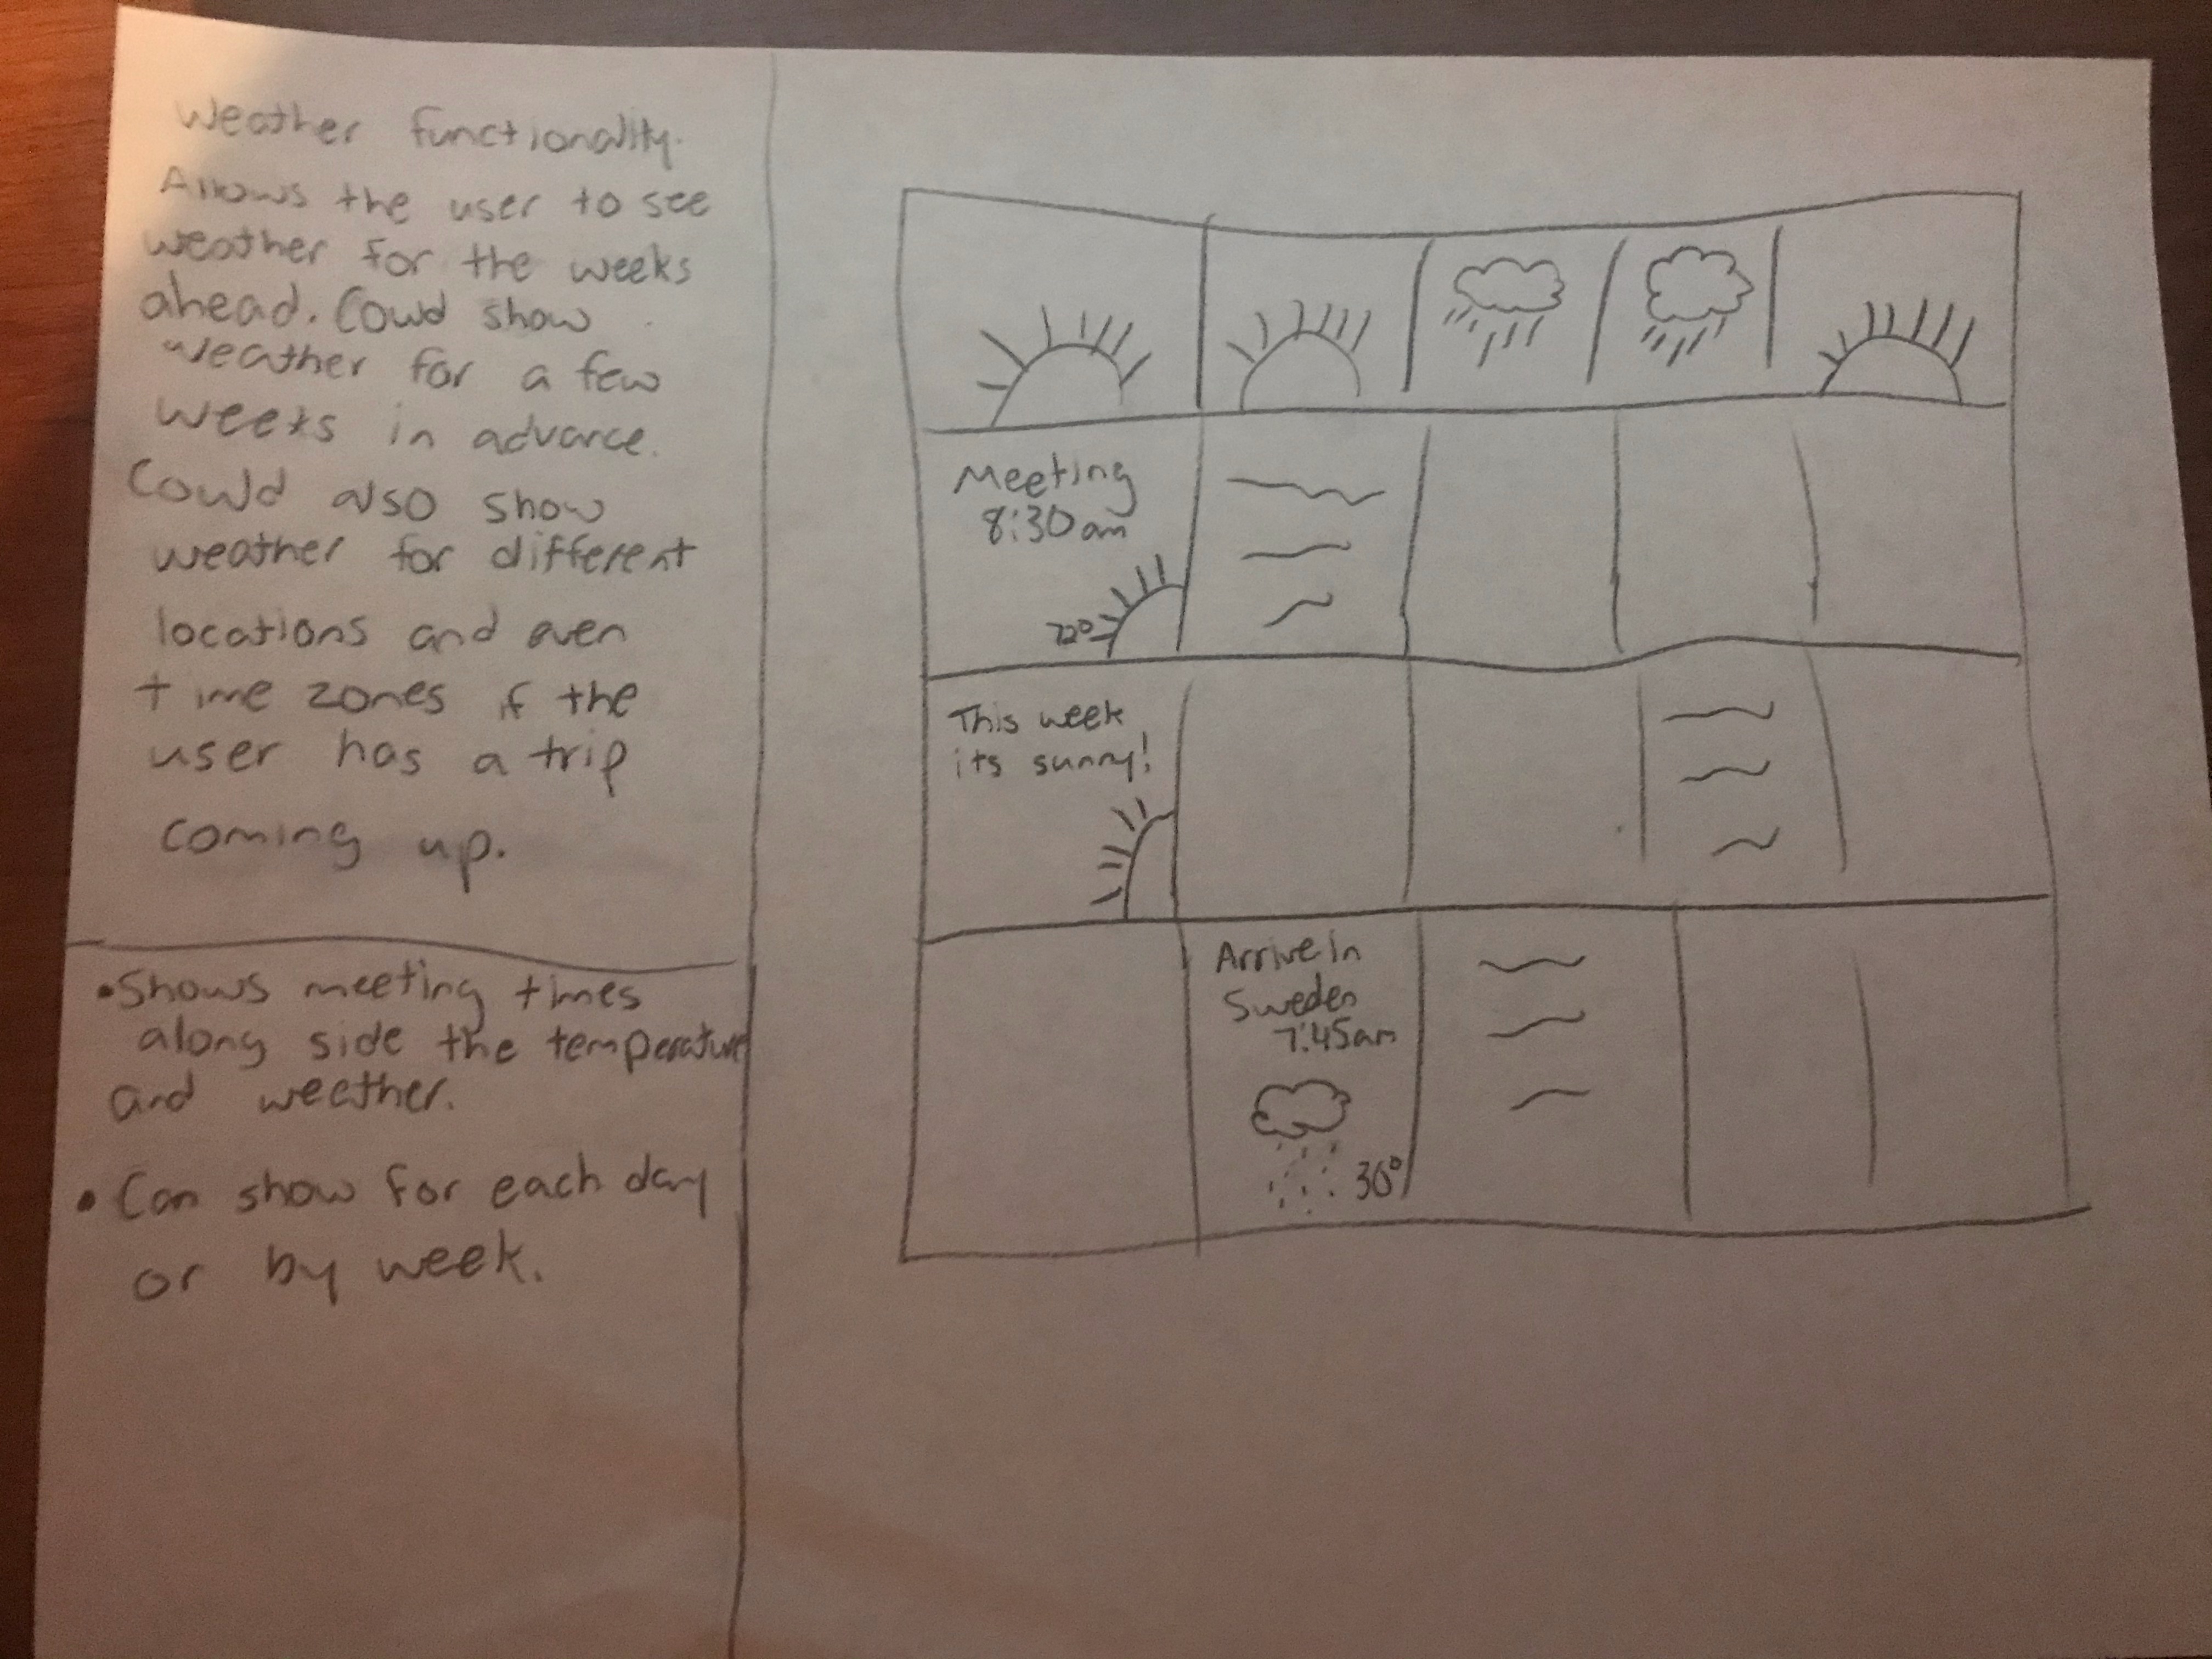 Weather functionality.
Allows the user to see
weather for the weeks
ahead. Coud show
weather for a few
weeks in advance.
Could also show
weather for different
locations and even
time zones if the
user has a trip
coming up.
•Shows meeting times
along side the temperature
and weather.
• Can show for each day
or by week.
Meeting
8:30am
70°
This week
its sunny!
Arrive In
Sweden
7:45am
36°